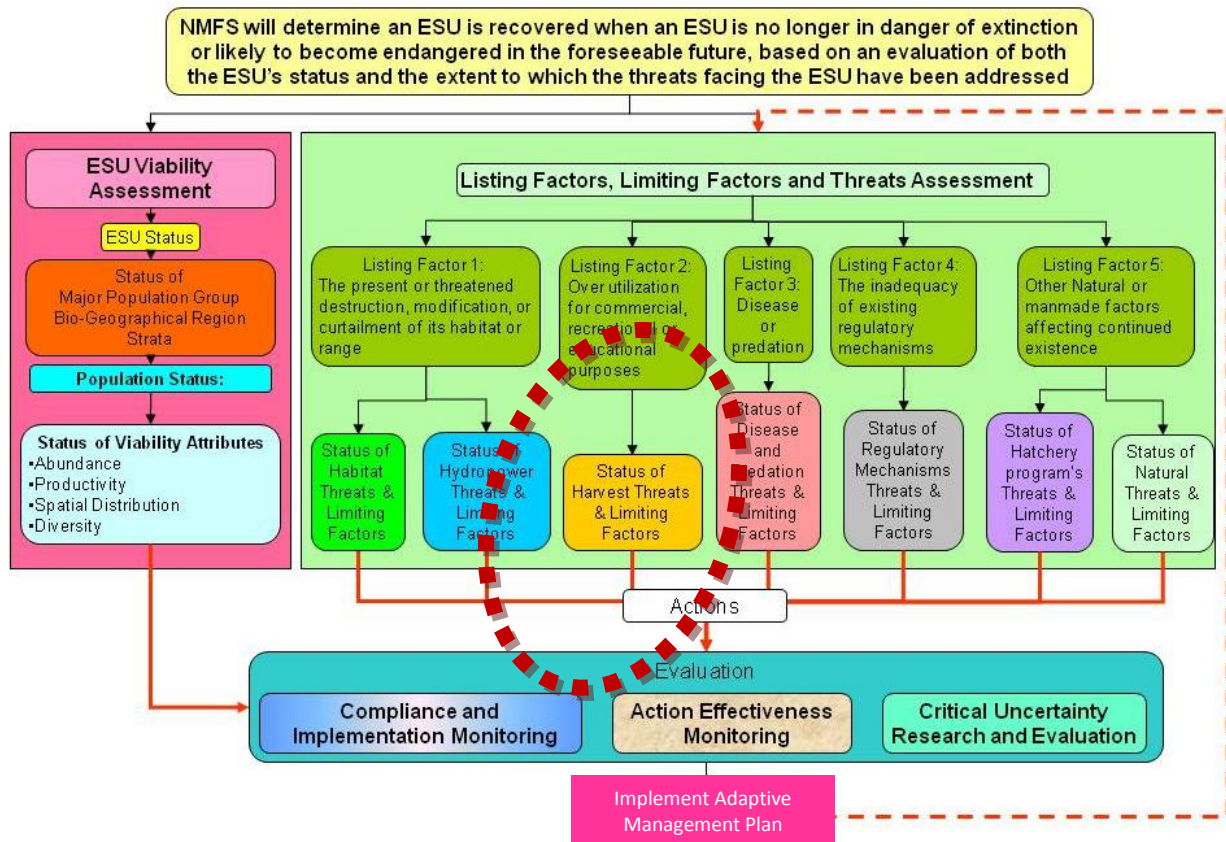 NMFS will determine an ESU is recovered when an ESU is no longer in danger of extinction
or likely to become endangered in the foreseeable future, based on an evaluation of both
the ESU's status and the extent to which the threats facing the ESU have been addressed
ESU Viability
Assessment
ESU Status
Status of
Major Population Group
Bio-Geographical Region
Strata
Population Status:
Status of Viability Attributes
▪Abundance
▪Productivity
▪Spatial Distribution
▪Diversity
Listing Factors, Limiting Factors and Threats Assessment
Listing Factor 1:
The present or threatened
destruction, modification, or
curtailment of its habitat or
range
Listing Factor 2:
Over utilization
for commercial,
recreational or
educational
purposes
Listing
Factor 3:
Disease
or
predation
Listing Factor 4:
The inadequacy
of existing
regulatory
mechanisms
Listing Factor 5:
Other Natural or
manmade factors
affecting continued
existence
Status of
Habitat
Threats &
Limiting
Factors
Status of
Hydropower
Threats &
Limiting
Factors
Status of
Harvest Threats
& Limiting
Factors
Status of
Disease
and
Predation
Threats &
Limiting
Factors
Status of
Regulatory
Mechanisms
Threats &
Limiting
Factors
Status of
Hatchery
program's
Threats &
Limiting
Factors
Status of
Natural
Threats &
Limiting
Factors
Actions
Evaluation
Compliance and
Implementation Monitoring
Action Effectiveness
Monitoring
Critical Uncertainty
Research and Evaluation
Implement Adaptive
Management Plan